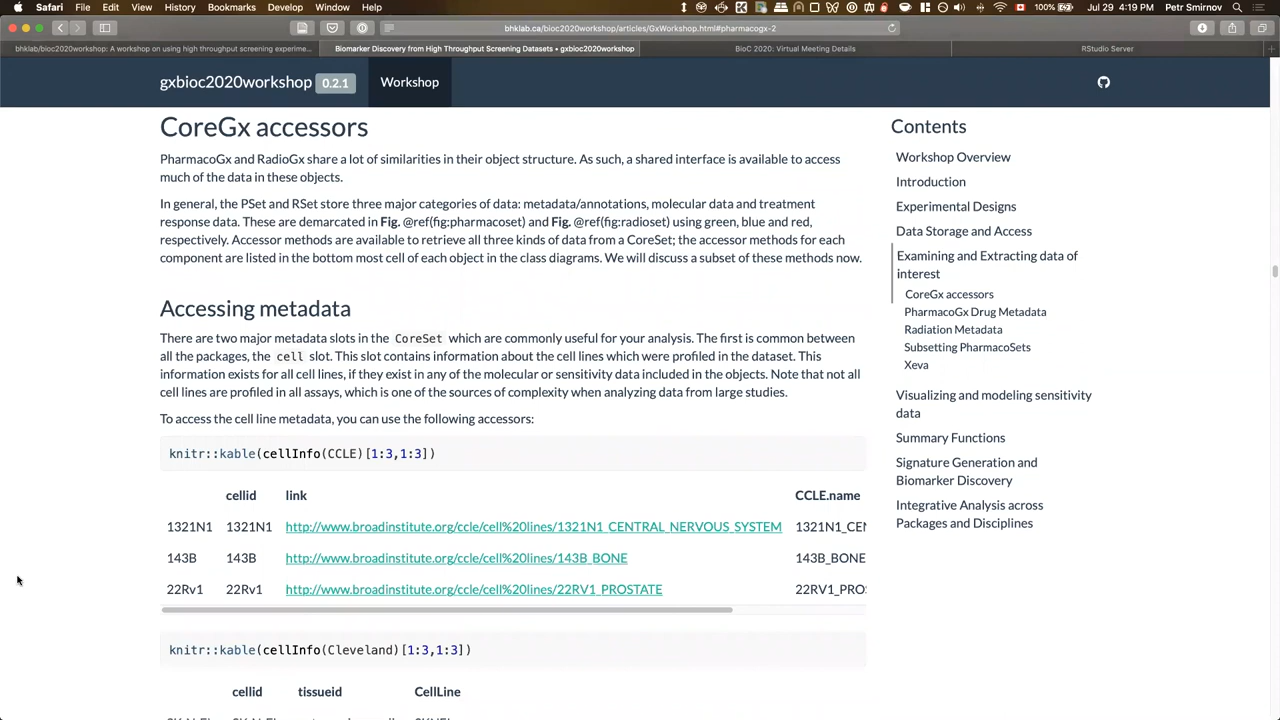 Safari File Edit View History Bookmarks Window Help
100% Jul 29 4:19 PM Petr Smirnov
bhklab.ca/bioc2020workshop/articles/GxWorkshop.html#pharmacogx-2
bhklab/bioc2020workshop: A workshop on using high throughput screening experime...
Biomarker Discovery from High Throughput Screening Datasets • gxbioc2020workshop
BioC 2020: Virtual Meeting Details
RStudio Server
gxbioc2020workshop 0.2.1 Workshop
CoreGx accessors
PharmacoGx and RadioGx share a lot of similarities in their object structure. As such, a shared interface is available to access
much of the data in these objects.
In general, the PSet and RSet store three major categories of data: metadata/annotations, molecular data and treatment
response data. These are demarcated in Fig. @ref(fig:pharmacoset) and Fig. @ref(fig:radioset) using green, blue and red,
respectively. Accessor methods are available to retrieve all three kinds of data from a CoreSet; the accessor methods for each
component are listed in the bottom most cell of each object in the class diagrams. We will discuss a subset of these methods now.
Accessing metadata
There are two major metadata slots in the CoreSet which are commonly useful for your analysis. The first is common between
all the packages, the cell slot. This slot contains information about the cell lines which were profiled in the dataset. This
information exists for all cell lines, if they exist in any of the molecular or sensitivity data included in the objects. Note that not all
cell lines are profiled in all assays, which is one of the sources of complexity when analyzing data from large studies.
To access the cell line metadata, you can use the following accessors:
knitr::kable(cellInfo(CCLE)[1:3,1:3])
cellid link CCLE.name
1321N1 1321N1 http://www.broadinstitute.org/ccle/cell%20lines/1321N1_CENTRAL_NERVOUS_SYSTEM 1321N1_CEN
143B 143B http://www.broadinstitute.org/ccle/cell%20lines/143B_BONE 143B_BONE
22Rv1 22Rv1 http://www.broadinstitute.org/ccle/cell%20lines/22RV1_PROSTATE 22RV1_PRO
knitr::kable(cellInfo(Cleveland)[1:3,1:3])
cellid tissueid CellLine
Contents
Workshop Overview
Introduction
Experimental Designs
Data Storage and Access
Examining and Extracting data of
interest
CoreGx accessors
PharmacoGx Drug Metadata
Radiation Metadata
Subsetting PharmacoSets
Xeva
Visualizing and modeling sensitivity
data
Summary Functions
Signature Generation and
Biomarker Discovery
Integrative Analysis across
Packages and Disciplines